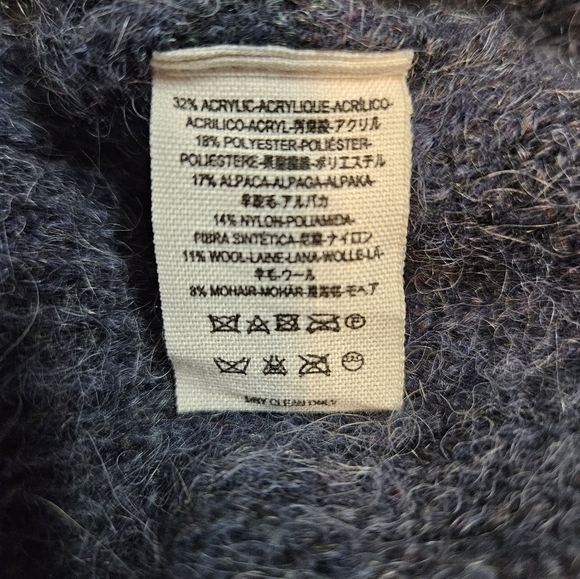 32% ACRYLIC-ACRYLIQUE-ACRÍLICO-
ACRILICO-ACRYL-丙烯酸-アクリル
18% POLYESTER-POLIÉSTER-
POLIESTERE-聚酯纖維-ポリエステル
17% ALPACA-ALPAGA-ALPAKA-
羊駝毛-アルパカ
14% NYLON-POLIAMIDA-
FIBRA SINTÉTICA-尼龍-ナイロン
11% WOOL-LAINE-LANA-WOLLE-LÃ-
羊毛-ウール
8% MOHAIR-MOHÄR-馬海毛-モヘア
P
DRY CLEAN ONLY